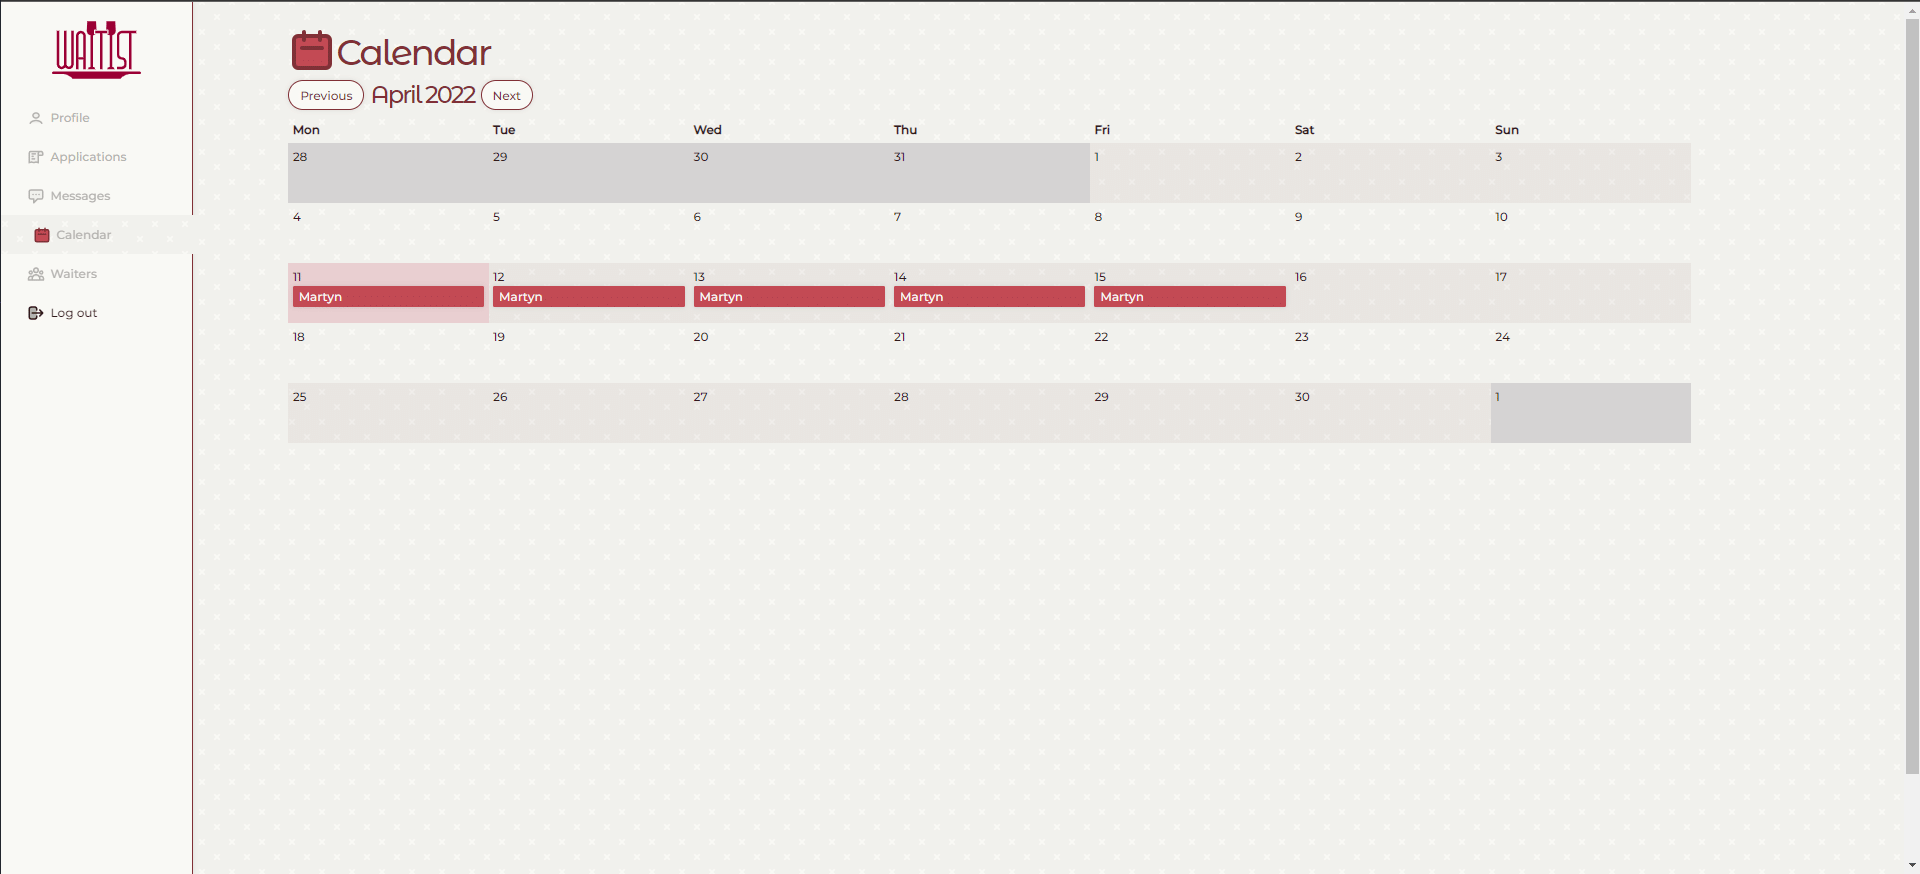 WAITIST
Profile
Applications
Messages
Calendar
Waiters
Log out
Calendar
Previous April 2022 Next
Mon Tue Wed Thu Fri Sat Sun
28 29 30 31 1 2 3
4 5 6 7 8 9 10
11 12 13 14 15 16 17
Martyn Martyn Martyn Martyn Martyn
18 19 20 21 22 23 24
25 26 27 28 29 30 1